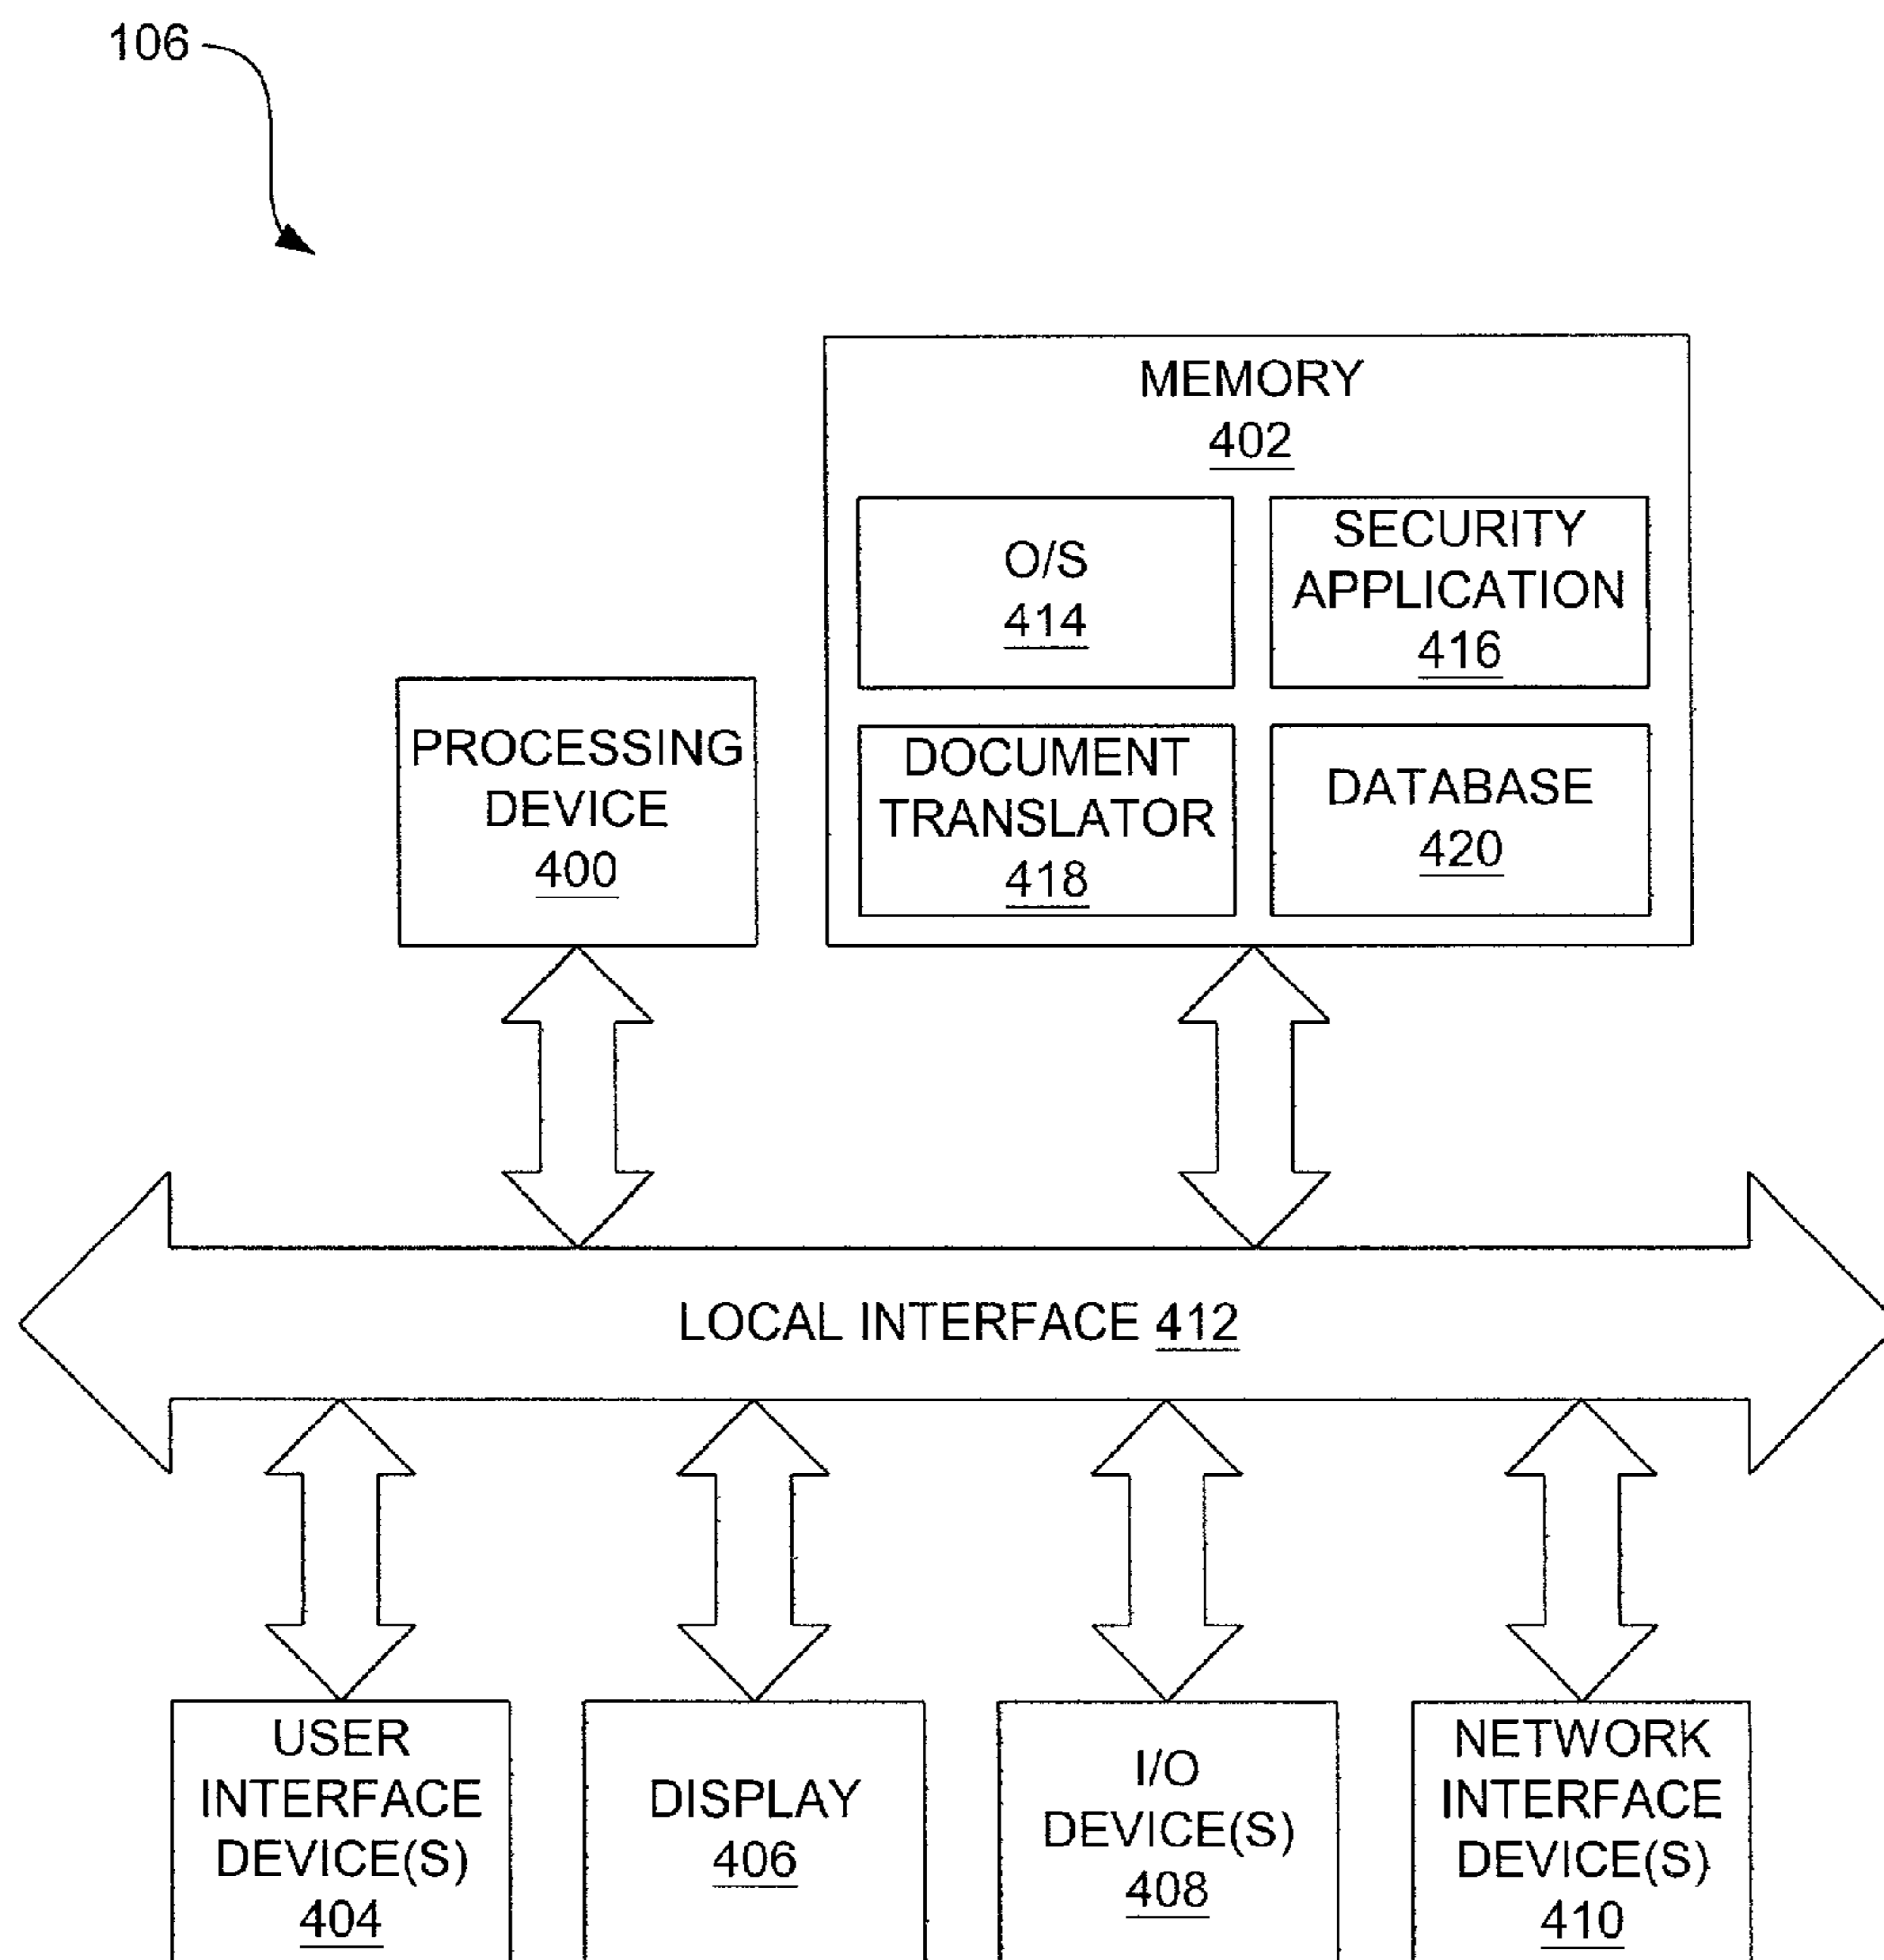 106
MEMORY
402
O/S
414
SECURITY
APPLICATION
416
DOCUMENT
TRANSLATOR
418
DATABASE
420
PROCESSING
DEVICE
400
LOCAL INTERFACE 412
USER
INTERFACE
DEVICE(S)
404
DISPLAY
406
I/O
DEVICE(S)
408
NETWORK
INTERFACE
DEVICE(S)
410